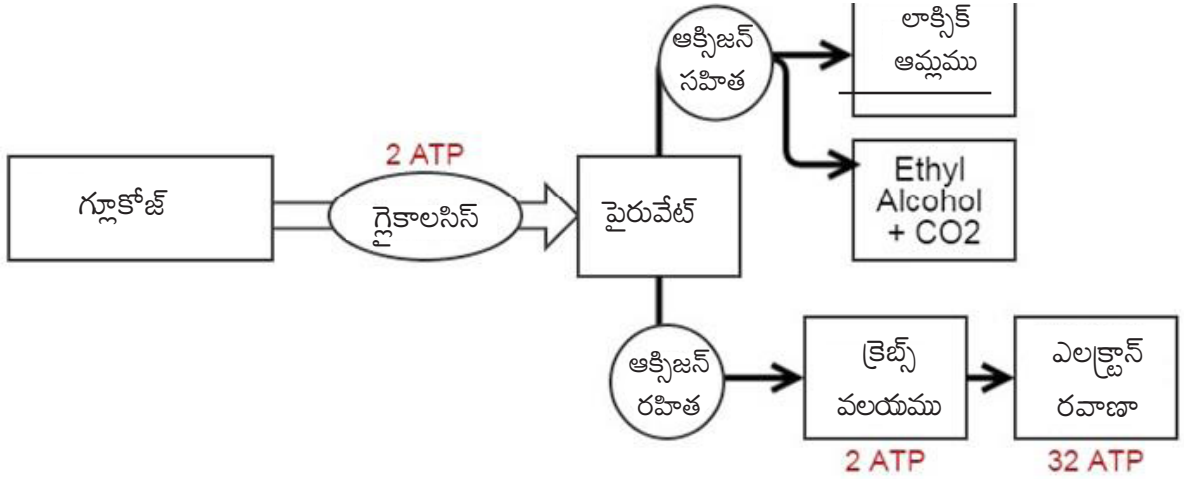 ఆక్సిజన్
సహిత
లాక్సిక్
ఆమ్లము
2 ATP
గ్లూకోజ్
గ్లైకాలసిస్
పైరువేట్
Ethyl
Alcohol
+ CO2
ఆక్సిజన్
రహిత
క్రెబ్స్
వలయము
ఎలక్ట్రాన్
రవాణా
2 ATP
32 ATP